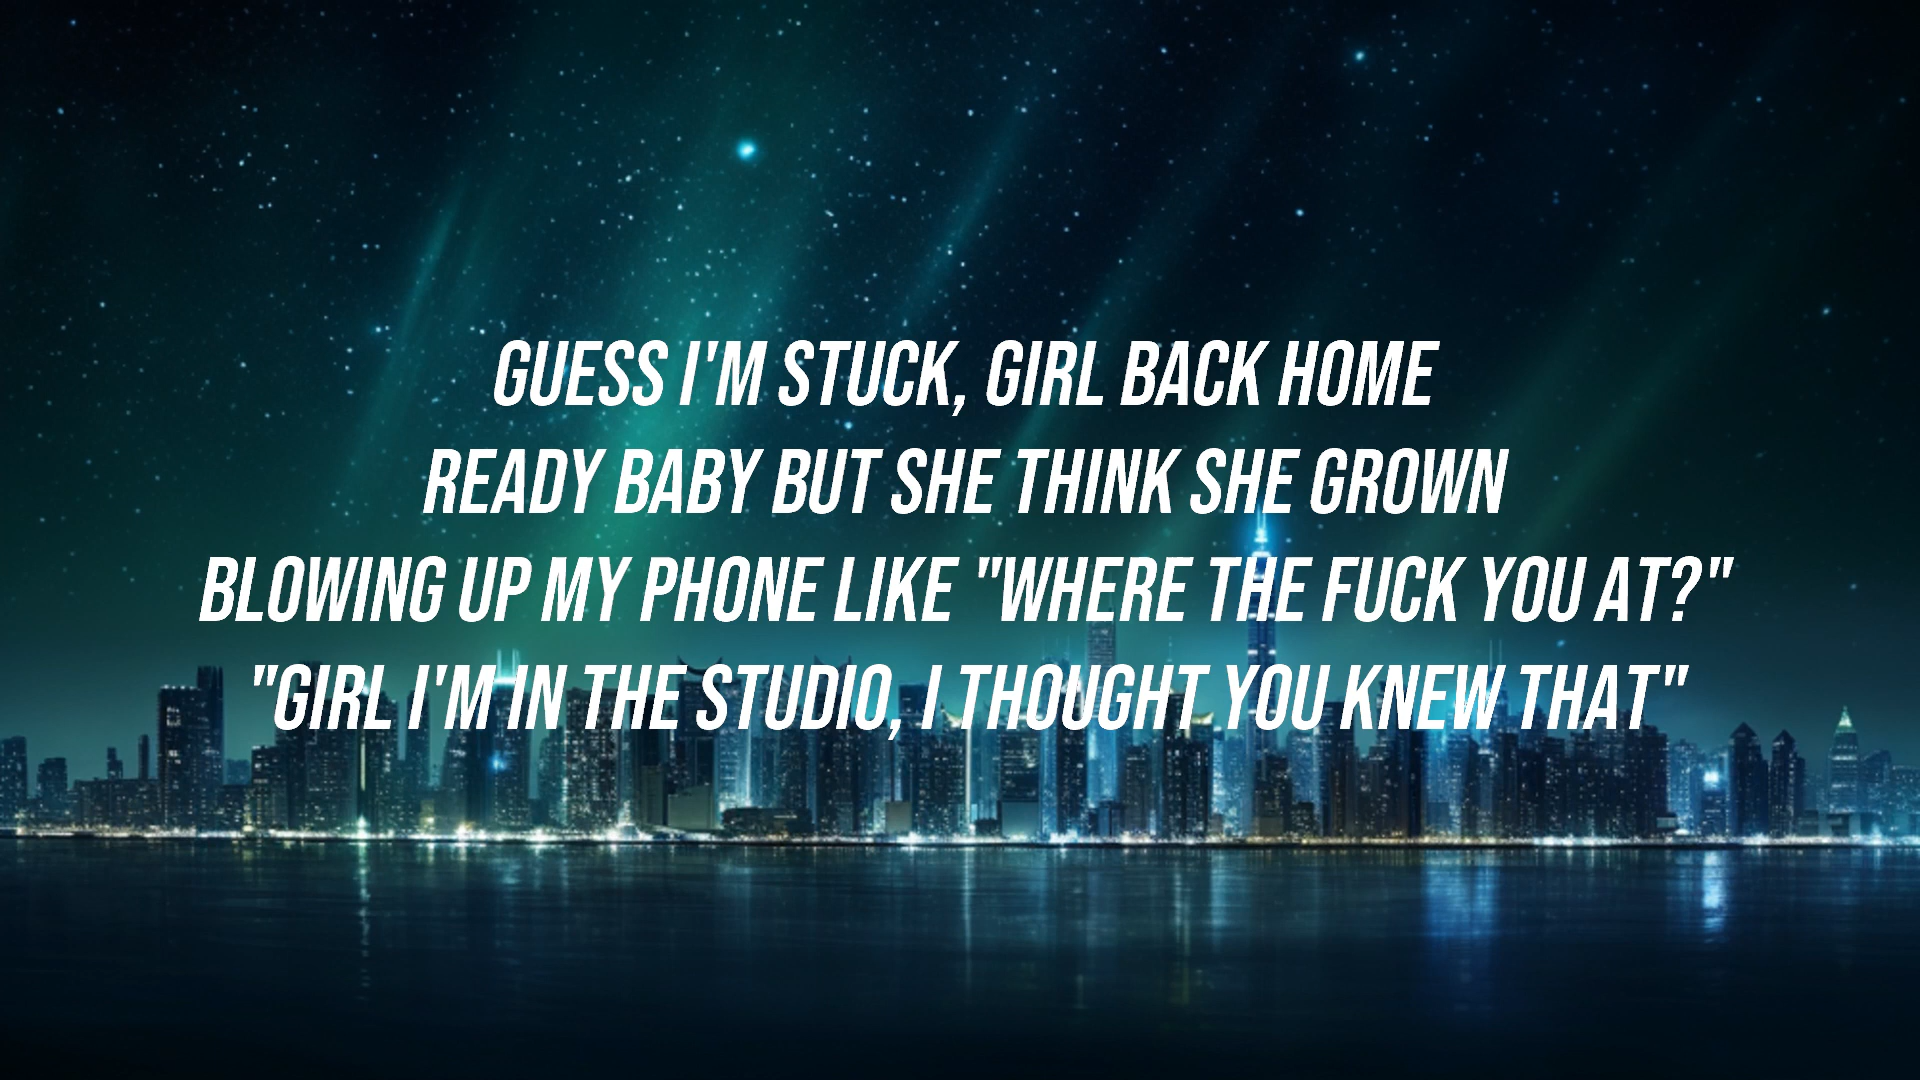 GUESS I'M STUCK, GIRL BACK HOME
READY BABY BUT SHE THINK SHE GROWN
BLOWING UP MY PHONE LIKE "WHERE THE FUCK YOU AT?"
"GIRL I'M IN THE STUDIO, I THOUGHT YOU KNEW THAT"